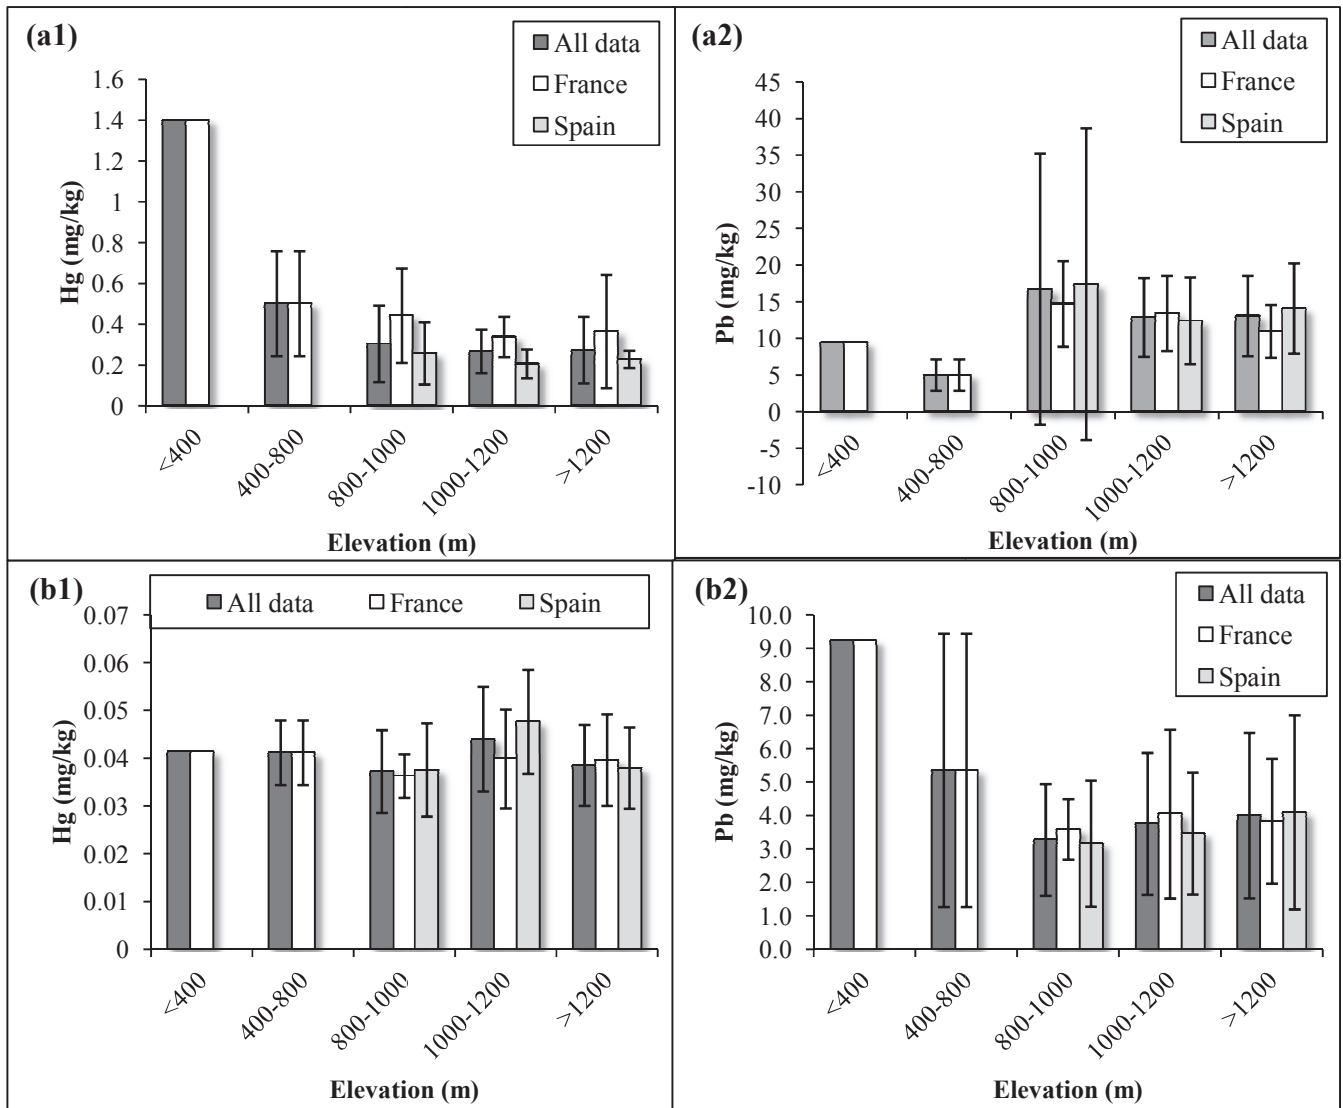 (a1)
All data
France
Spain
1.6
1.4
1.2
1
0.8
0.6
0.4
0.2
0
Hg (mg/kg)
<400
400-800
800-1000
1000-1200
>1200
Elevation (m)
(a2)
All data
France
Spain
45
40
35
30
25
20
15
10
5
0
-5
-10
Pb (mg/kg)
<400
400-800
800-1000
1000-1200
>1200
Elevation (m)
(b1)
All data France Spain
0.07
0.06
0.05
0.04
0.03
0.02
0.01
0
Hg (mg/kg)
<400
400-800
800-1000
1000-1200
>1200
Elevation (m)
(b2)
All data
France
Spain
10.0
9.0
8.0
7.0
6.0
5.0
4.0
3.0
2.0
1.0
0.0
Pb (mg/kg)
<400
400-800
800-1000
1000-1200
>1200
Elevation (m)